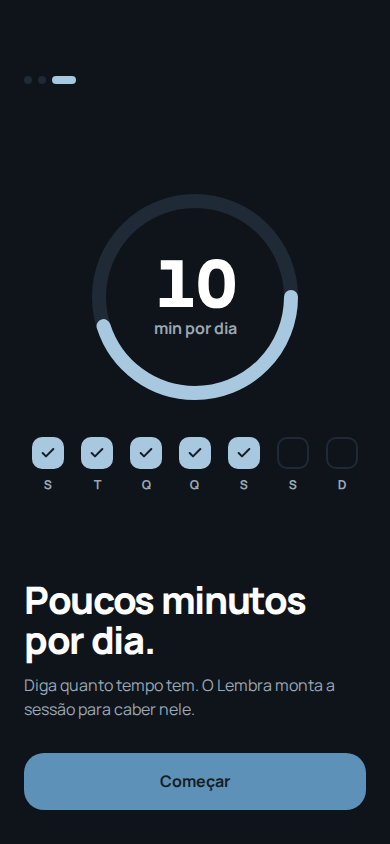 10
min por dia
S T Q Q S S D
Poucos minutos
por dia.
Diga quanto tempo tem. O Lembra monta a
sessão para caber nele.
Começar